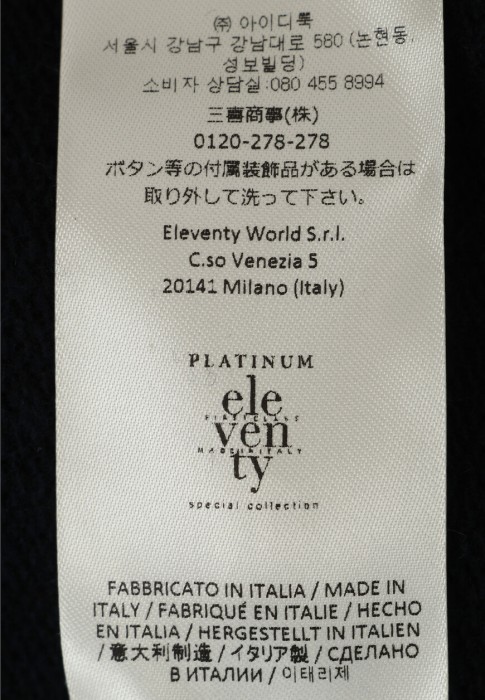 (주) 아이디룩
서울시 강남구 강남대로 580 (논현동,
성보빌딩)
소비자 상담실:080 455 8994
三喜商事(株)
0120-278-278
ボタン等の付属装飾品がある場合は
取り外して洗って下さい。
Eleventy World S.r.l.
C.so Venezia 5
20141 Milano (Italy)
PLATINUM
ele
FIRST CLASS
ven
MADE IN ITALY
ty
special collection
FABBRICATO IN ITALIA / MADE IN
ITALY / FABRIQUÉ EN ITALIE / HECHO
EN ITALIA / HERGESTELLT IN ITALIEN
/ 意大利制造 / イタリア製 / СДЕЛАНО
В ИТАЛИИ / 이태리제